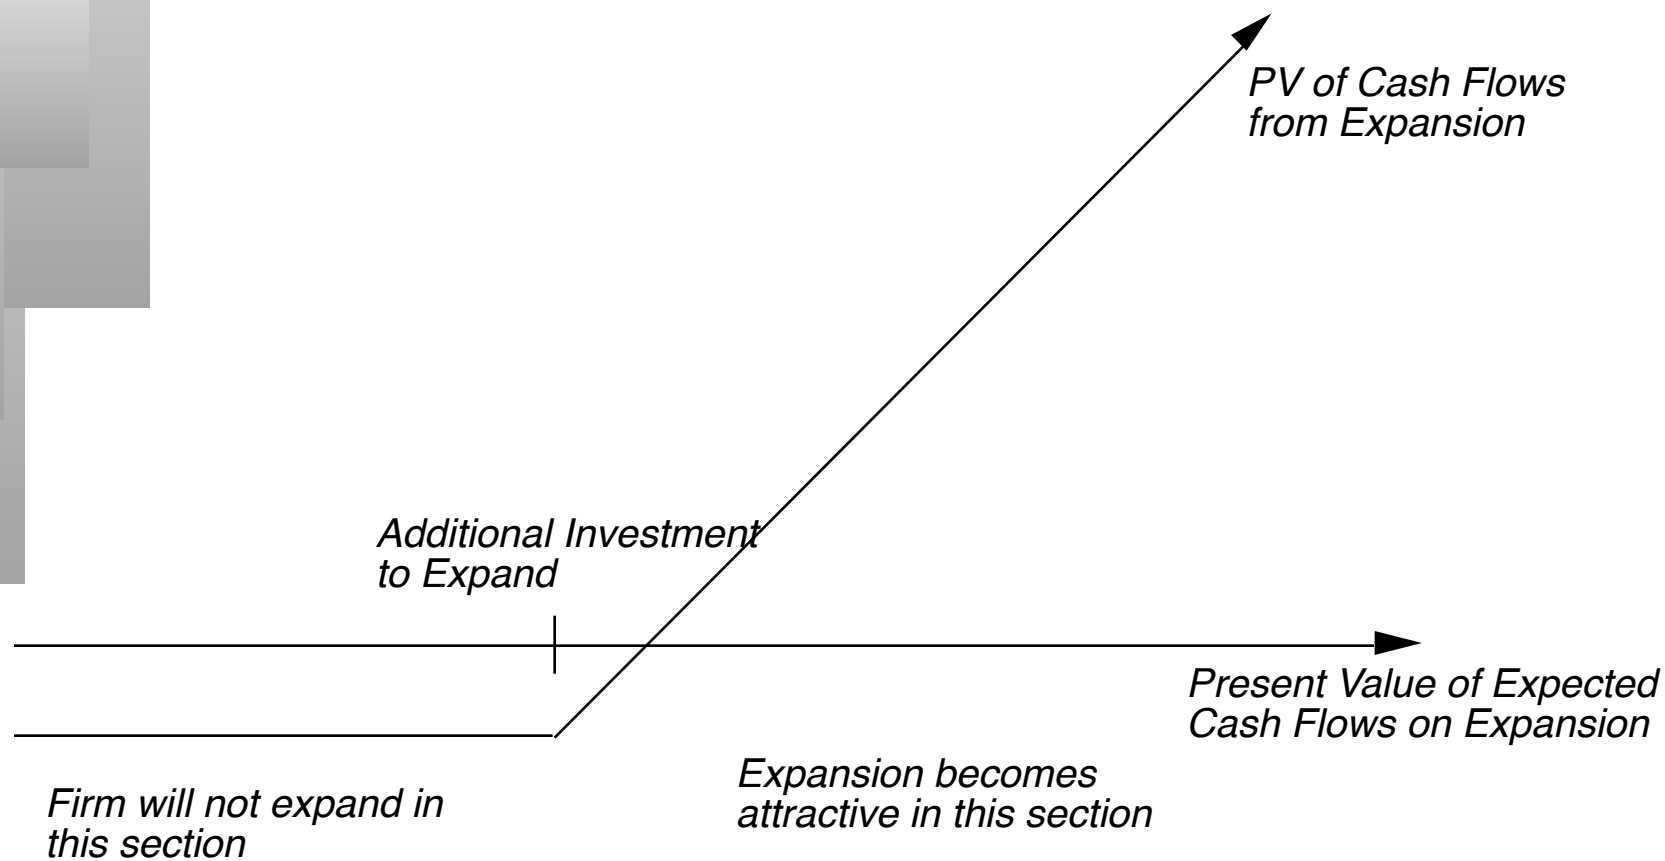 PV of Cash Flows
from Expansion
Additional Investment
to Expand
Present Value of Expected
Cash Flows on Expansion
Expansion becomes
attractive in this section
Firm will not expand in
this section